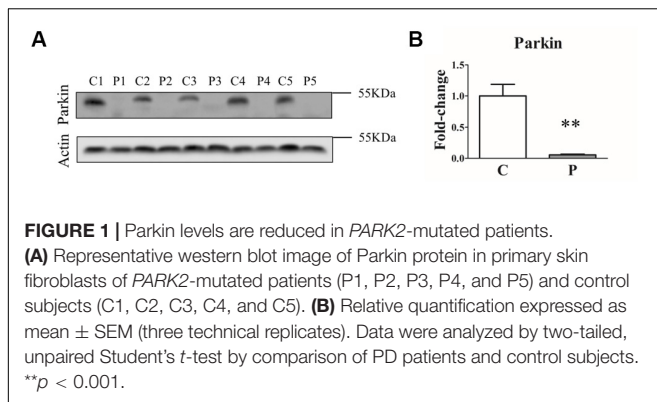 A
C1 P1 C2 P2 C3 P3 C4 P4 C5 P5
55KDa
Parkin
55KDa
Actin
B
Parkin
Fold-change
1.5
1.0
0.5
0.0
**
C P
FIGURE 1 | Parkin levels are reduced in PARK2-mutated patients.
(A) Representative western blot image of Parkin protein in primary skin
fibroblasts of PARK2-mutated patients (P1, P2, P3, P4, and P5) and control
subjects (C1, C2, C3, C4, and C5). (B) Relative quantification expressed as
mean ± SEM (three technical replicates). Data were analyzed by two-tailed,
unpaired Student's t-test by comparison of PD patients and control subjects.
**p < 0.001.